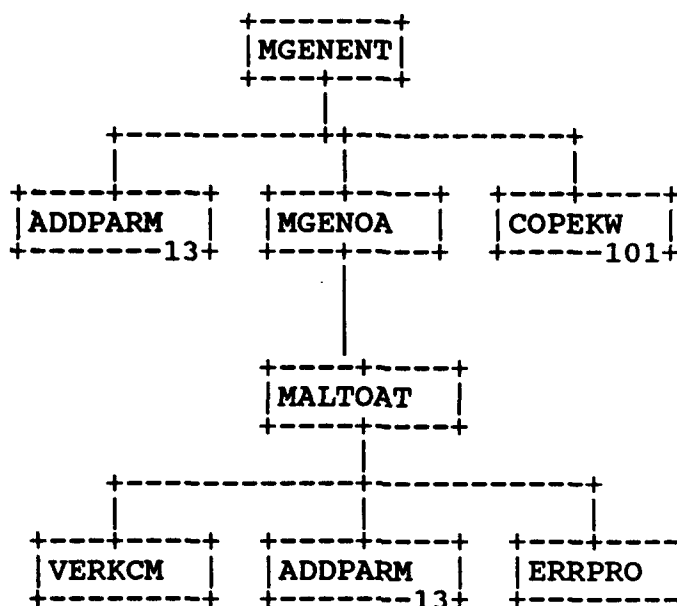 MGENENT
ADDPARM MGENOA COPEKW
13 101
MALTOAT
VERKCM ADDPARM ERRPRO
13